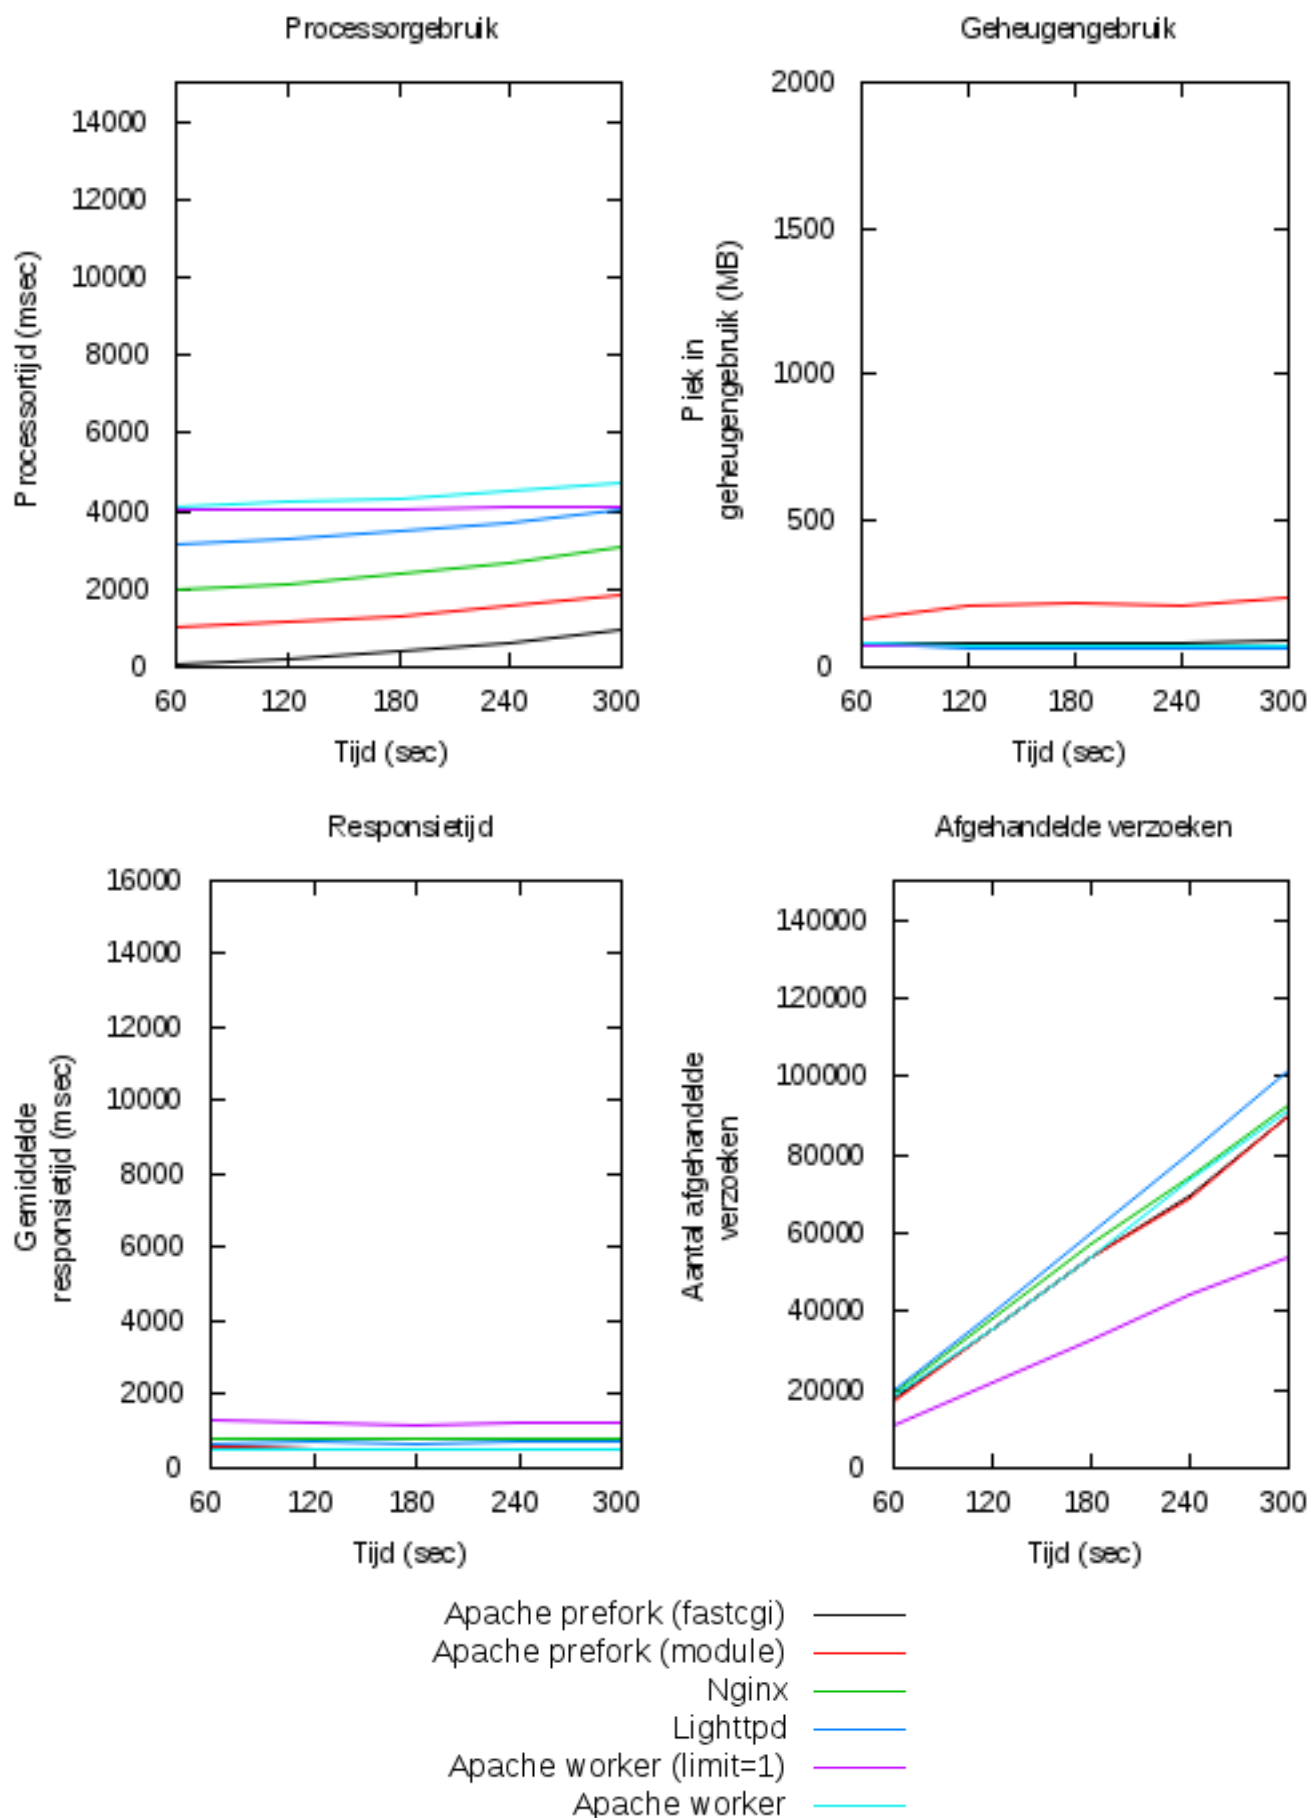 Processorgebruik
Processortijd (msec)
14000
12000
10000
8000
6000
4000
2000
0
60 120 180 240 300
Tijd (sec)
Geheugengebruik
Piek in
geheugengebruik (MB)
2000
1500
1000
500
0
60 120 180 240 300
Tijd (sec)
Responsietijd
Gemiddelde
responsietijd (msec)
16000
14000
12000
10000
8000
6000
4000
2000
0
60 120 180 240 300
Tijd (sec)
Afgehandelde verzoeken
Aantal afgehandelde
verzoeken
140000
120000
100000
80000
60000
40000
20000
0
60 120 180 240 300
Tijd (sec)
Apache prefork (fastcgi)
Apache prefork (module)
Nginx
Lighttpd
Apache worker (limit=1)
Apache worker